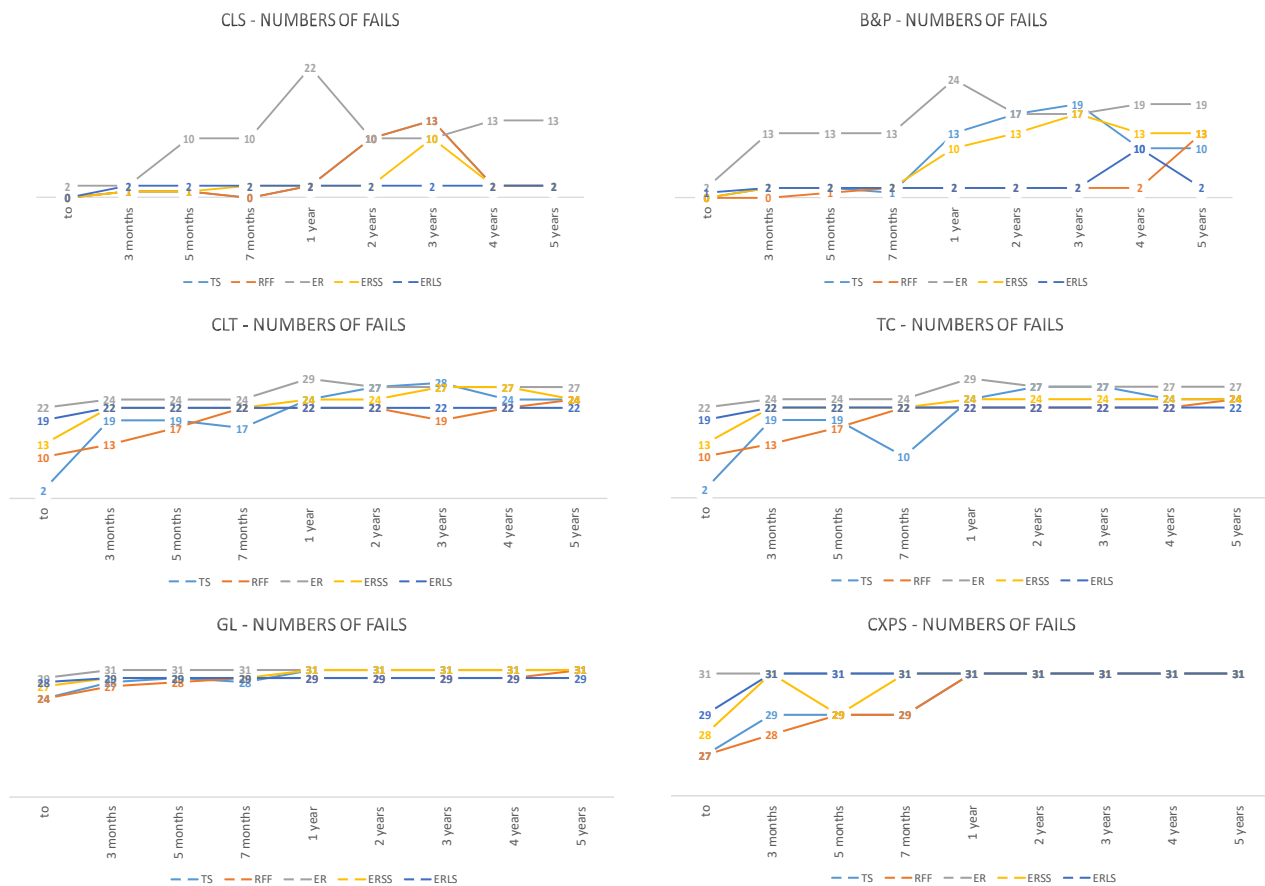 CLS - NUMBERS OF FAILS
22
13
13 13
10 10 10 10
2 2 2 2 2 2 2 2 2
1 1
0 0
to
3 months
5 months
7 months
1 year
2 years
3 years
4 years
5 years
TS RFF ER ERSS ERLS
B&P - NUMBERS OF FAILS
24
19 19 19
17 17
13 13 13 13 13 13 13
10 10 10
2 2 2 2 2 2 2 2 2 2
1 1 1
0 0
to
3 months
5 months
7 months
1 year
2 years
3 years
4 years
5 years
TS RFF ER ERSS ERLS
CLT - NUMBERS OF FAILS
29
28
27 27 27 27
24 24 24 24 24 24 24
22 22 22 22 22 22 22 22 22
19 19 19 19
17 17
13 13
10
2
to
3 months
5 months
7 months
1 year
2 years
3 years
4 years
5 years
TS RFF ER ERSS ERLS
TC - NUMBERS OF FAILS
29
27 27 27 27
24 24 24 24 24 24 24 24
22 22 22 22 22 22 22 22 22
19 19 19
17
13 13
10 10
2
to
3 months
5 months
7 months
1 year
2 years
3 years
4 years
5 years
TS RFF ER ERSS ERLS
GL - NUMBERS OF FAILS
31 31 31 31 31 31 31 31
29 29 29 29 29 29 29 29
28 28 28 28
27 27
24
to
3 months
5 months
7 months
1 year
2 years
3 years
4 years
5 years
TS RFF ER ERSS ERLS
CXPS - NUMBERS OF FAILS
31 31 31 31 31 31 31 31 31
29 29 29 29
28 28
27
to
3 months
5 months
7 months
1 year
2 years
3 years
4 years
5 years
TS RFF ER ERSS ERLS